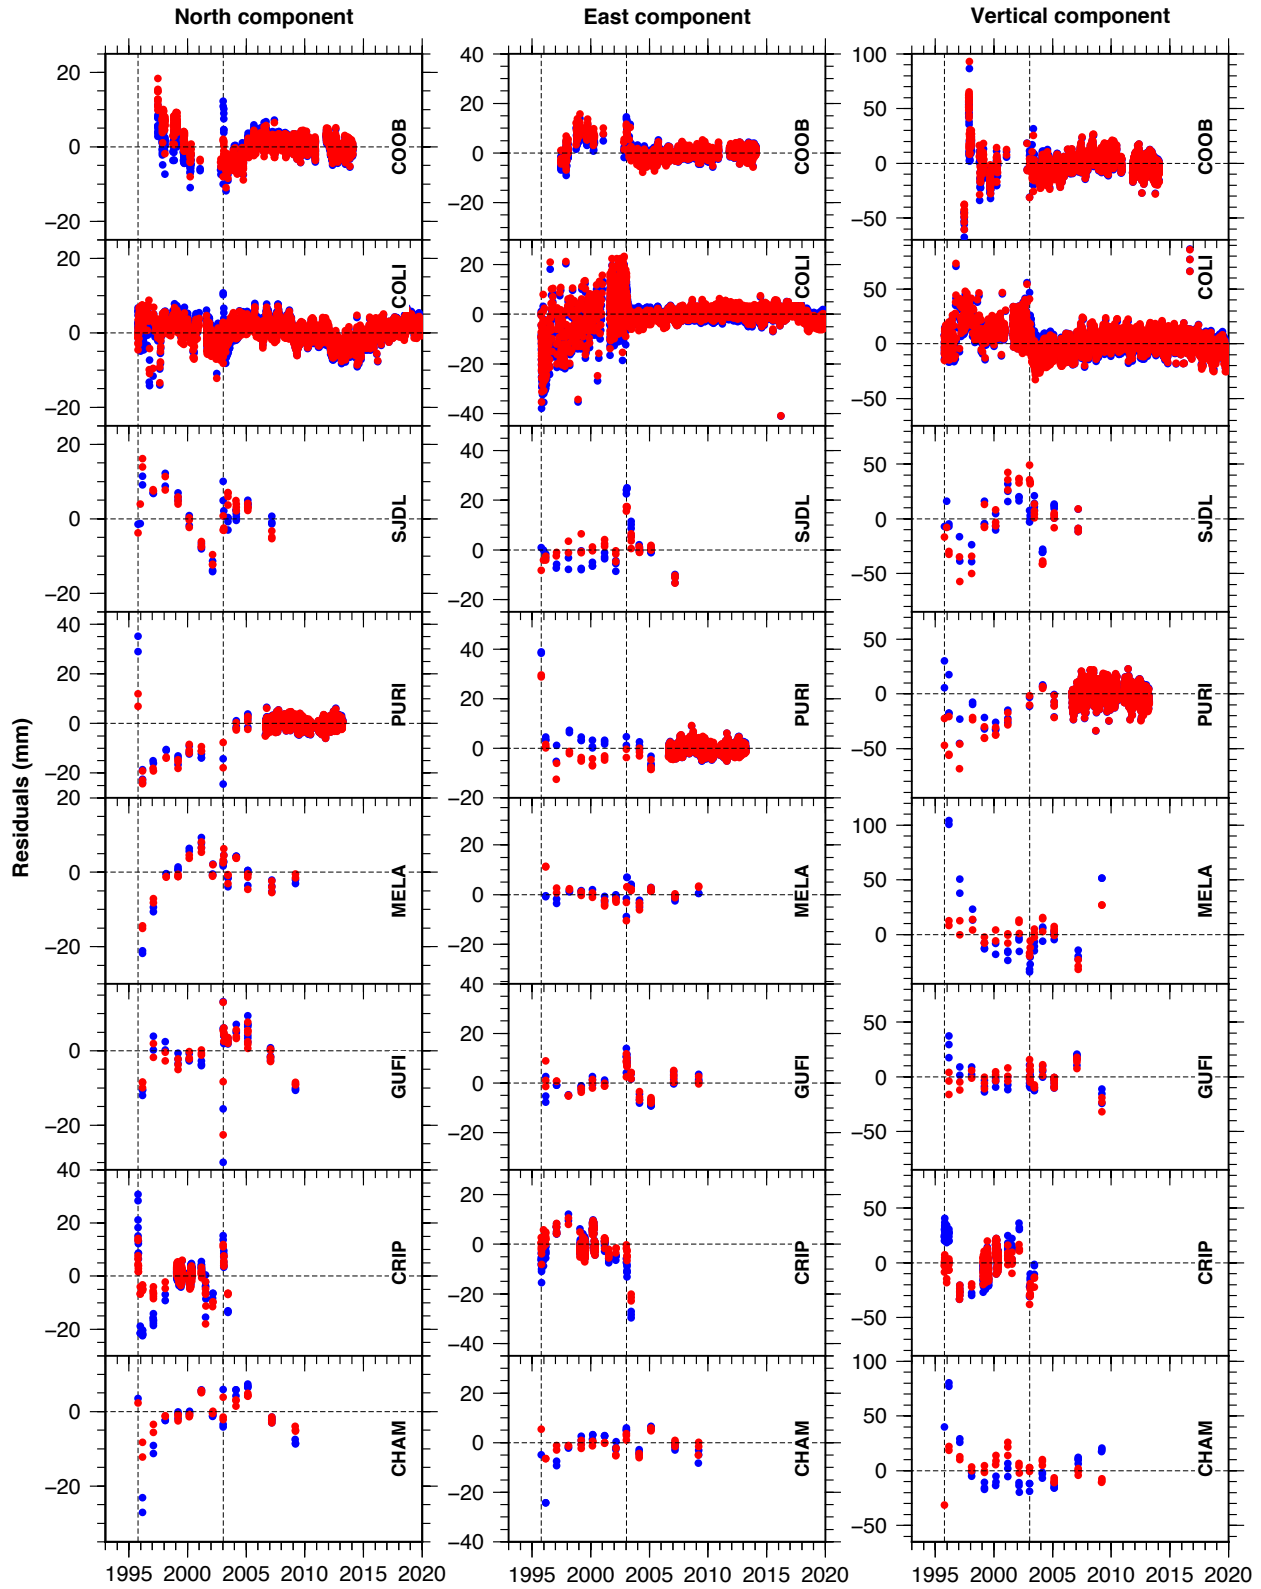 North component East component Vertical component
20 0 −20 COOB 40 20 0 −20 COOB 100 50 0 −50 COOB
20 0 −20 COLI 20 0 −20 −40 COLI 50 0 −50 COLI
20 0 −20 SJDL 40 20 0 −20 SJDL 50 0 −50 SJDL
40 20 0 −20 PURI 40 20 0 −20 PURI 50 0 −50 PURI
Residuals (mm)
20 0 −20 MELA 20 0 −20 40 MELA 100 50 0 MELA
0 −20 40 GUFI 20 0 −20 GUFI 50 0 −50 GUFI
20 0 −20 CRIP 20 0 −20 −40 CRIP 50 0 −50 CRIP
0 −20 CHAM 20 0 −20 −40 CHAM 100 50 0 −50 CHAM
1995 2000 2005 2010 2015 2020 1995 2000 2005 2010 2015 2020 1995 2000 2005 2010 2015 2020